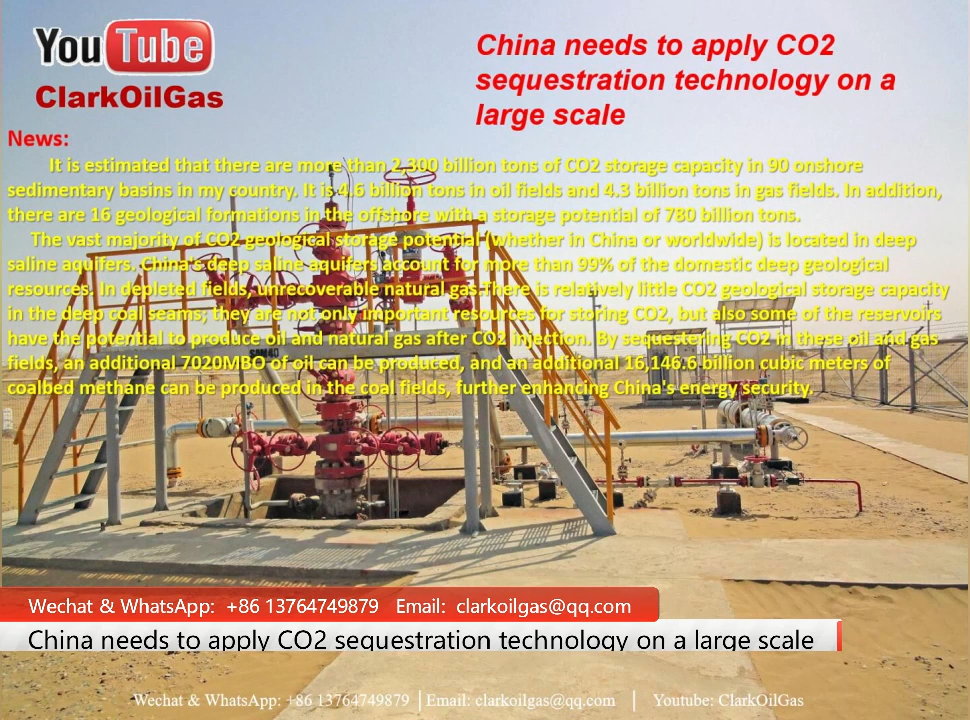 YouTube
ClarkOilGas
China needs to apply CO2
sequestration technology on a
large scale
News:
It is estimated that there are more than 2,300 billion tons of CO2 storage capacity in 90 onshore
sedimentary basins in my country. It is 4.6 billion tons in oil fields and 4.3 billion tons in gas fields. In addition,
there are 16 geological formations in the offshore with a storage potential of 780 billion tons.
The vast majority of CO2 geological storage potential (whether in China or worldwide) is located in deep
saline aquifers. China's deep saline aquifers account for more than 99% of the domestic deep geological
resources. In depleted fields, unrecoverable natural gas.There is relatively little CO2 geological storage capacity
in the deep coal seams; they are not only important resources for storing CO2, but also some of the reservoirs
have the potential to produce oil and natural gas after CO2 injection. By sequestering CO2 in these oil and gas
fields, an additional 7020MBO of oil can be produced, and an additional 16,146.6 billion cubic meters of
coalbed methane can be produced in the coal fields, further enhancing China's energy security.
Wechat & WhatsApp: +86 13764749879 Email: clarkoilgas@qq.com
China needs to apply CO2 sequestration technology on a large scale
Wechat & WhatsApp: +86 13764749879 | Email: clarkoilgas@qq.com | Youtube: ClarkOilGas